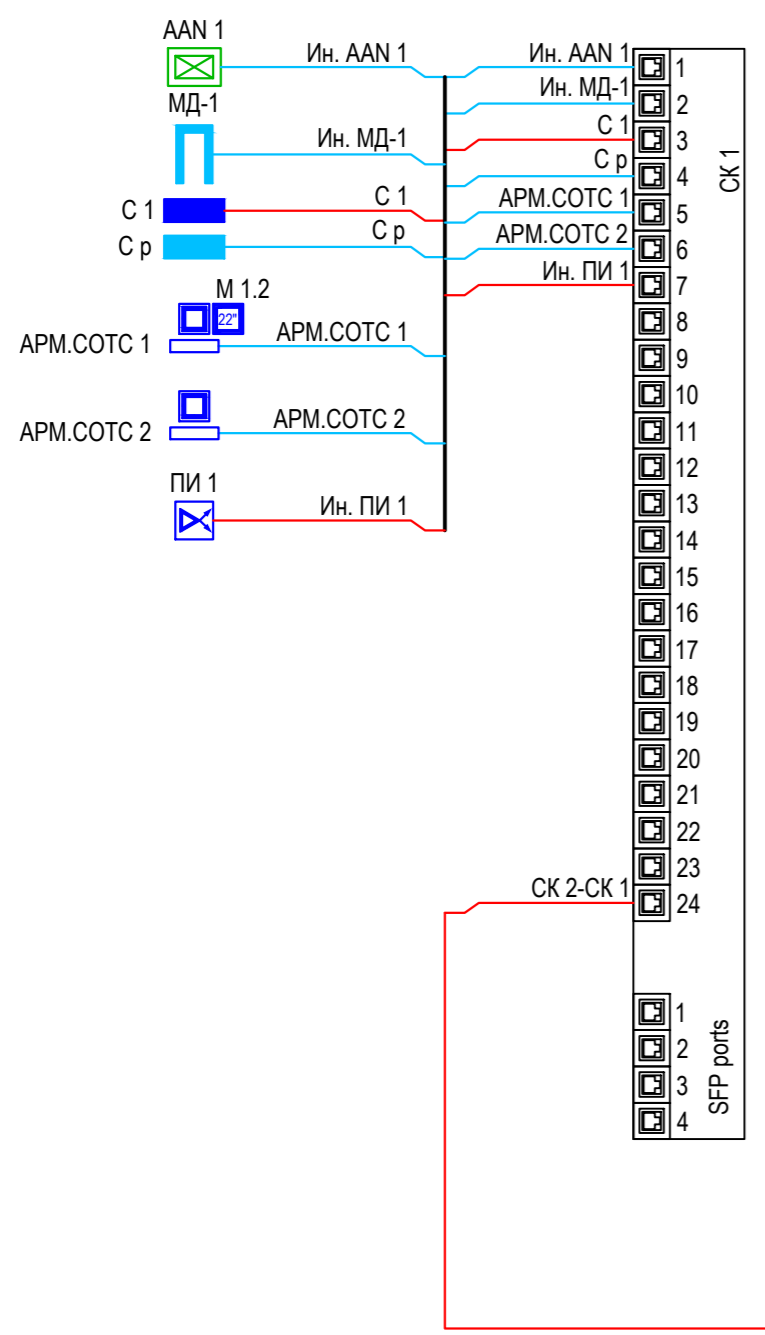 AAN 1
Ин. AAN 1
Ин. AAN 1
1
МД-1
Ин. МД-1
Ин. МД-1
2
С 1
С 1
С 1
3
С р
С р
С р
4
СК 1
АРМ.СОТС 1
5
АРМ.СОТС 2
6
Ин. ПИ 1
7
М 1.2
22"
АРМ.СОТС 1
АРМ.СОТС 1
8
9
10
АРМ.СОТС 2
АРМ.СОТС 2
11
12
ПИ 1
Ин. ПИ 1
13
14
15
16
17
18
19
20
21
22
23
СК 2-СК 1
24
1
2
3
4
SFP ports